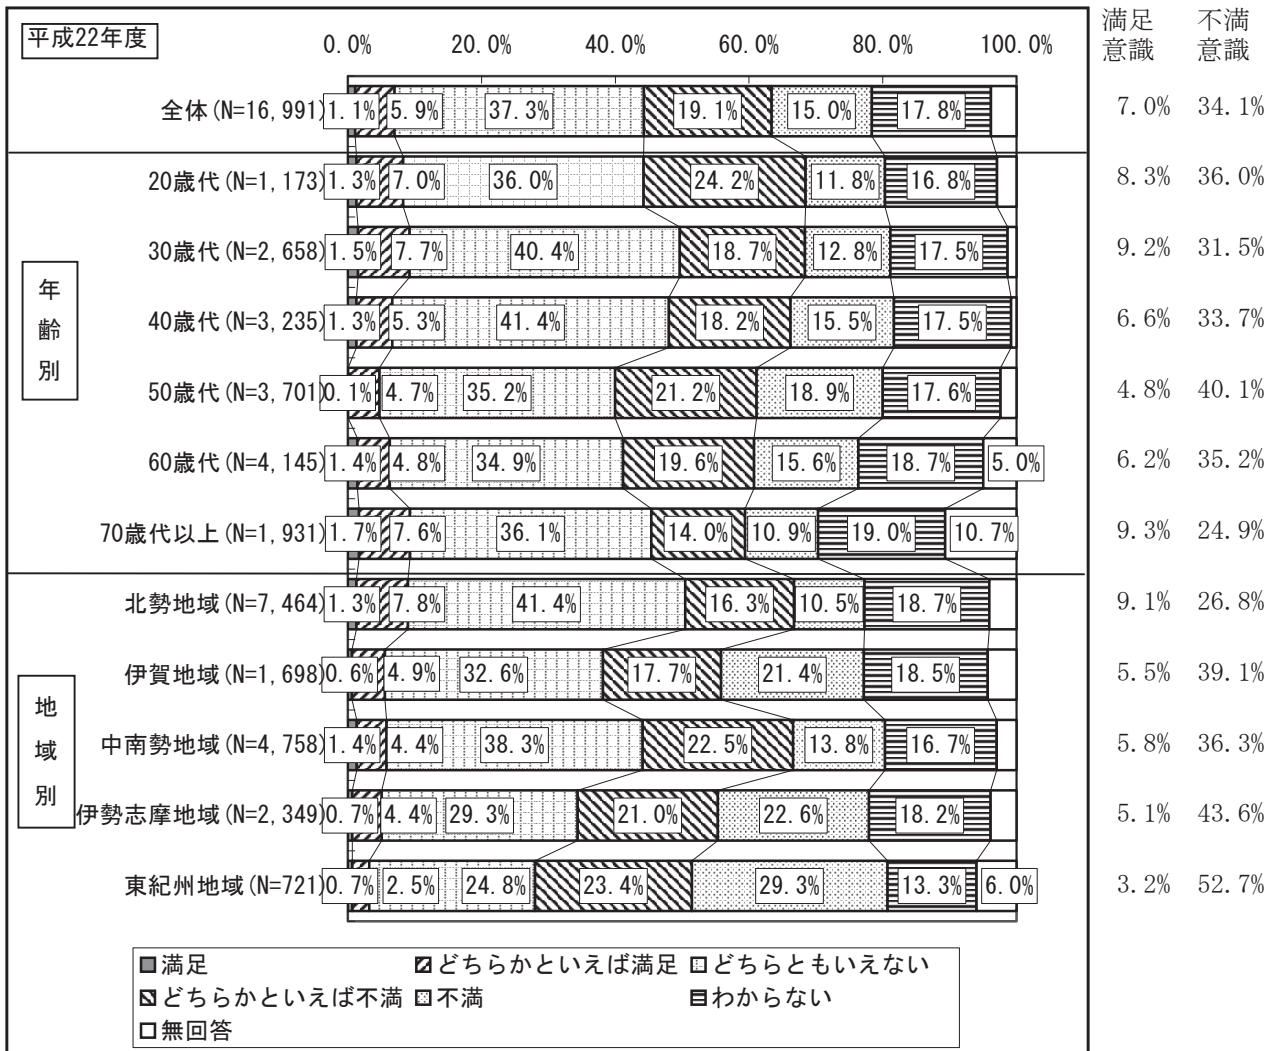 平成22年度
0.0% 20.0% 40.0% 60.0% 80.0% 100.0%
満足意識 不満意識
全体(N=16,991) 1.1% 5.9% 37.3% 19.1% 15.0% 17.8% 7.0% 34.1%
年齢別
20歳代(N=1,173) 1.3% 7.0% 36.0% 24.2% 11.8% 16.8% 8.3% 36.0%
30歳代(N=2,658) 1.5% 7.7% 40.4% 18.7% 12.8% 17.5% 9.2% 31.5%
40歳代(N=3,235) 1.3% 5.3% 41.4% 18.2% 15.5% 17.5% 6.6% 33.7%
50歳代(N=3,701) 0.1% 4.7% 35.2% 21.2% 18.9% 17.6% 4.8% 40.1%
60歳代(N=4,145) 1.4% 4.8% 34.9% 19.6% 15.6% 18.7% 5.0% 6.2% 35.2%
70歳代以上(N=1,931) 1.7% 7.6% 36.1% 14.0% 10.9% 19.0% 10.7% 9.3% 24.9%
地域別
北勢地域(N=7,464) 1.3% 7.8% 41.4% 16.3% 10.5% 18.7% 9.1% 26.8%
伊賀地域(N=1,698) 0.6% 4.9% 32.6% 17.7% 21.4% 18.5% 5.5% 39.1%
中南勢地域(N=4,758) 1.4% 4.4% 38.3% 22.5% 13.8% 16.7% 5.8% 36.3%
伊勢志摩地域(N=2,349) 0.7% 4.4% 29.3% 21.0% 22.6% 18.2% 5.1% 43.6%
東紀州地域(N=721) 0.7% 2.5% 24.8% 23.4% 29.3% 13.3% 6.0% 3.2% 52.7%
満足 どちらかといえば満足 どちらともいえない
どちらかといえば不満 不満 わからない
無回答